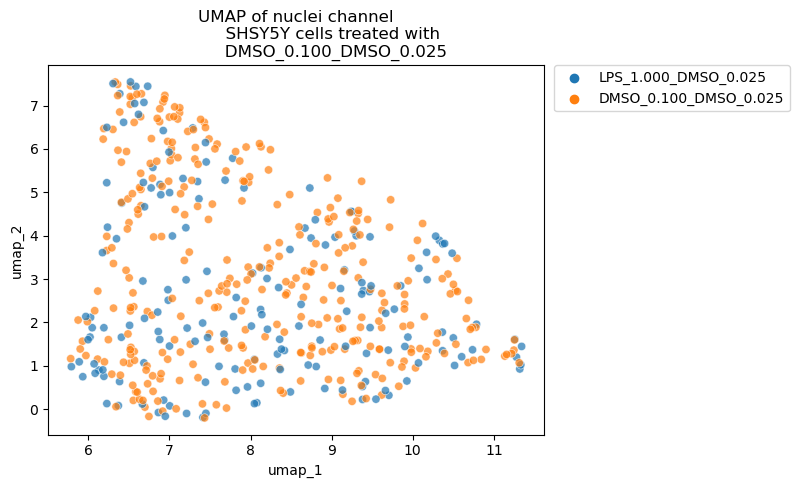 UMAP of nuclei channel
SHSY5Y cells treated with
DMSO_0.100_DMSO_0.025
LPS_1.000_DMSO_0.025
DMSO_0.100_DMSO_0.025
umap_2
7
6
5
4
3
2
1
0
6 7 8 9 10 11
umap_1